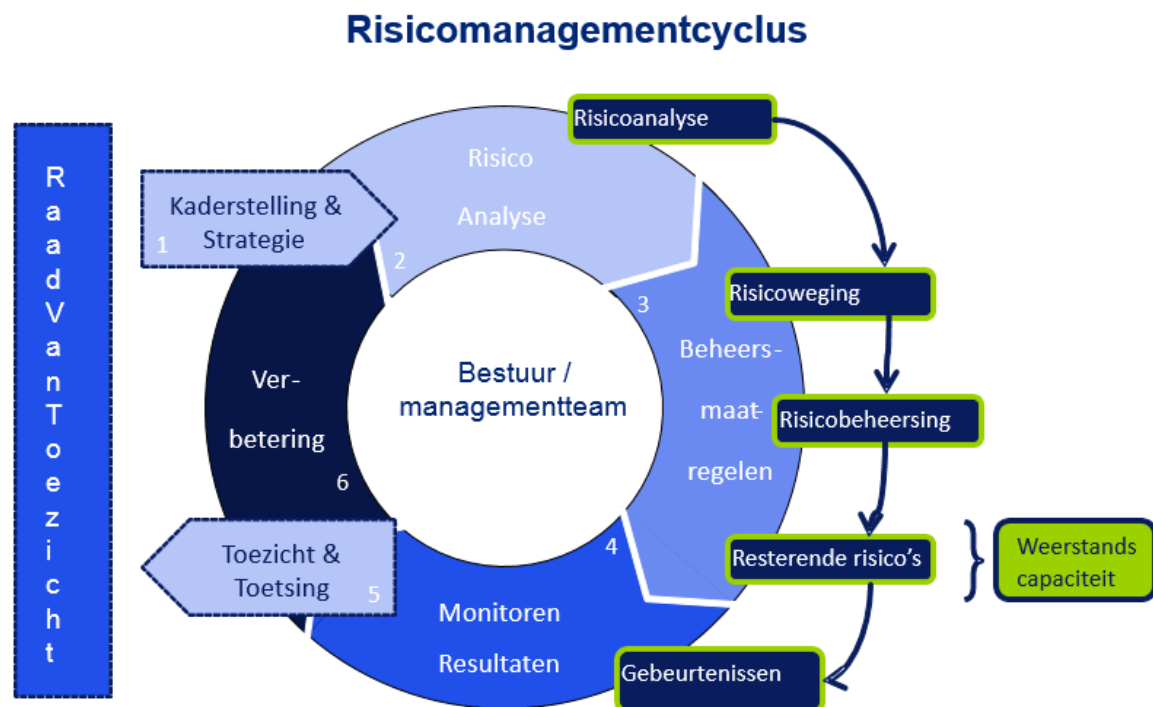 Risicomanagementcyclus
R
a
a
d
V
a
n
T
o
e
z
i
c
h
t
Kaderstelling &
Strategie
1
Risico
Analyse
2
3
Beheers-
maat-
regelen
4
Monitoren
Resultaten
Toezicht &
Toetsing
5
Ver-
betering
6
Bestuur /
managementteam
Risicoanalyse
Risicoweging
Risicobeheersing
Resterende risico's
Weerstands
capaciteit
Gebeurtenissen